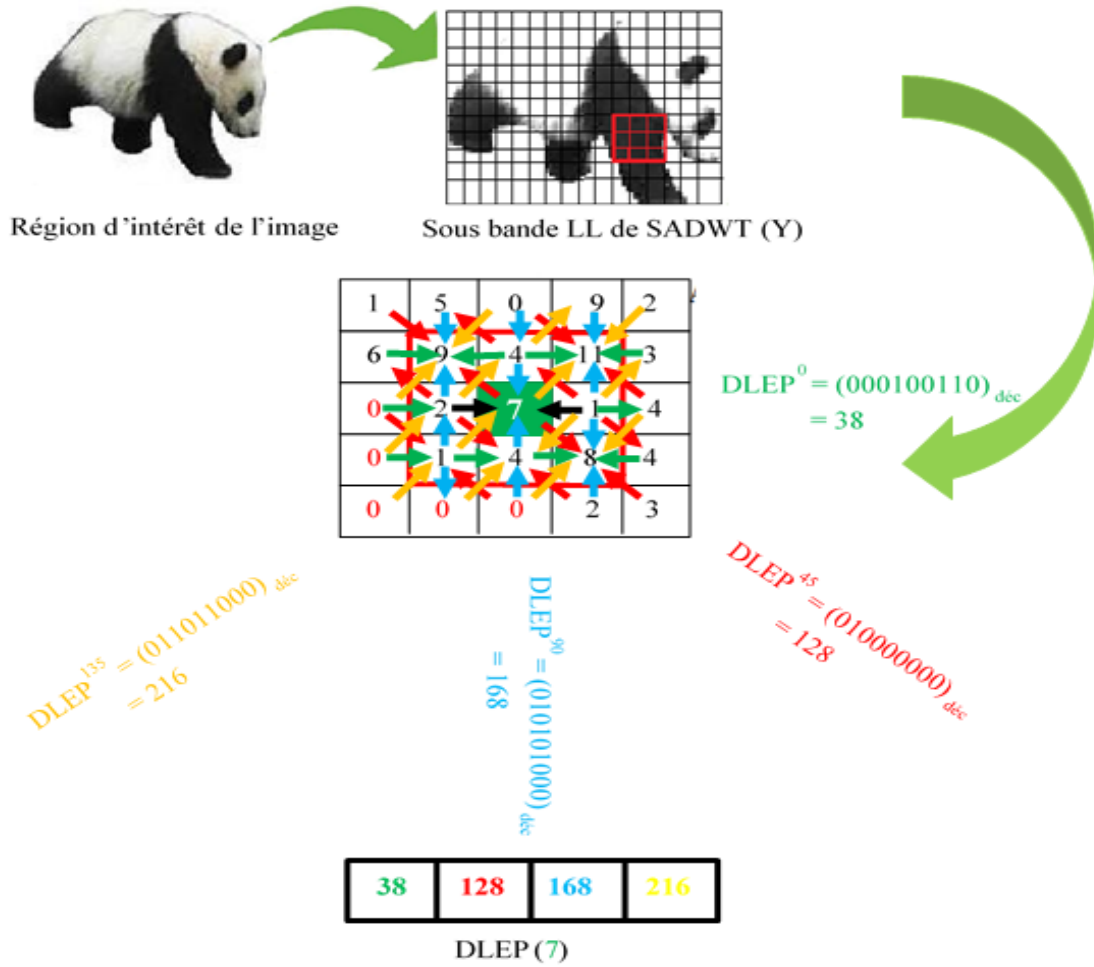 Région d'intérêt de l'image
Sous bande LL de SADWT (Y)
1 5 0 9 2
6 9 4 11 3
0 2 7 1 4
0 1 4 8 4
0 0 0 2 3
DLEP⁰ = (000100110) déc
= 38
DLEP⁴⁵ = (010000000) déc
= 128
DLEP⁹⁰ = (010101000) déc
= 168
DLEP¹³⁵ = (011011000) déc
= 216
38 128 168 216
DLEP (7)